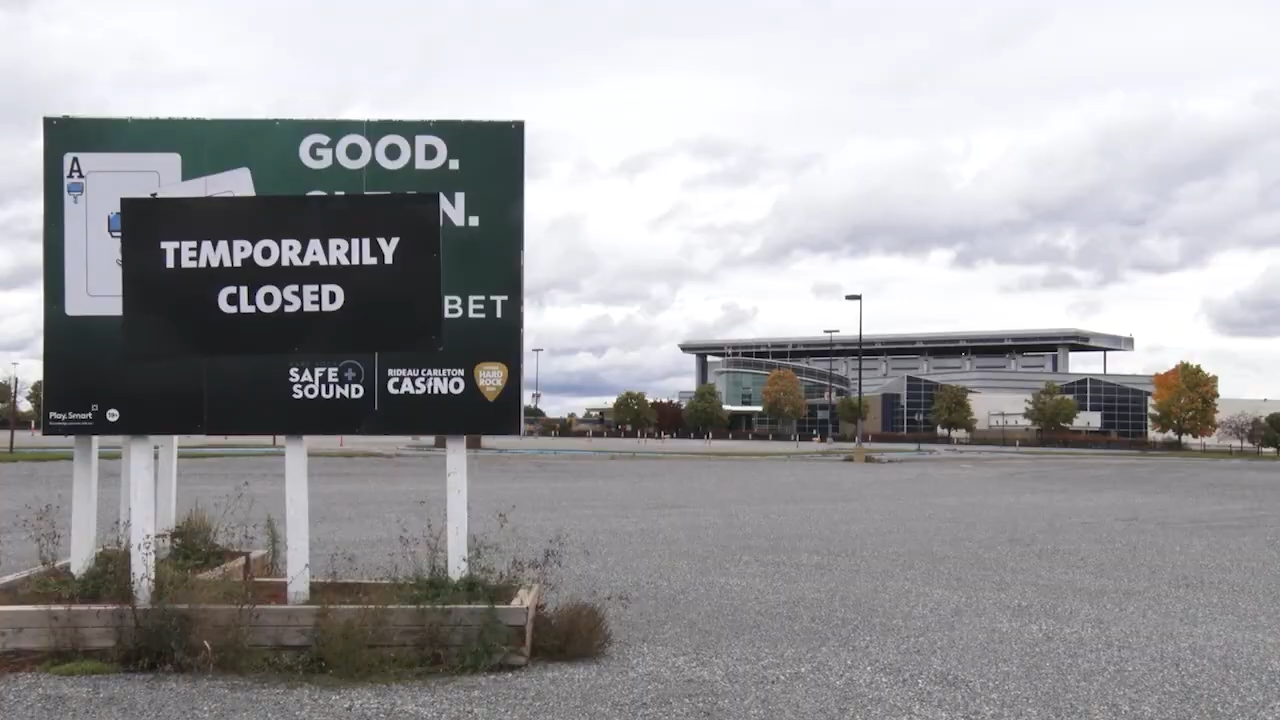 GOOD.
N.
A
TEMPORARILY
CLOSED
BET
SAFE + SOUND
RIDEAU CARLETON
CASINO
HARD ROCK
Play.Smart
19+